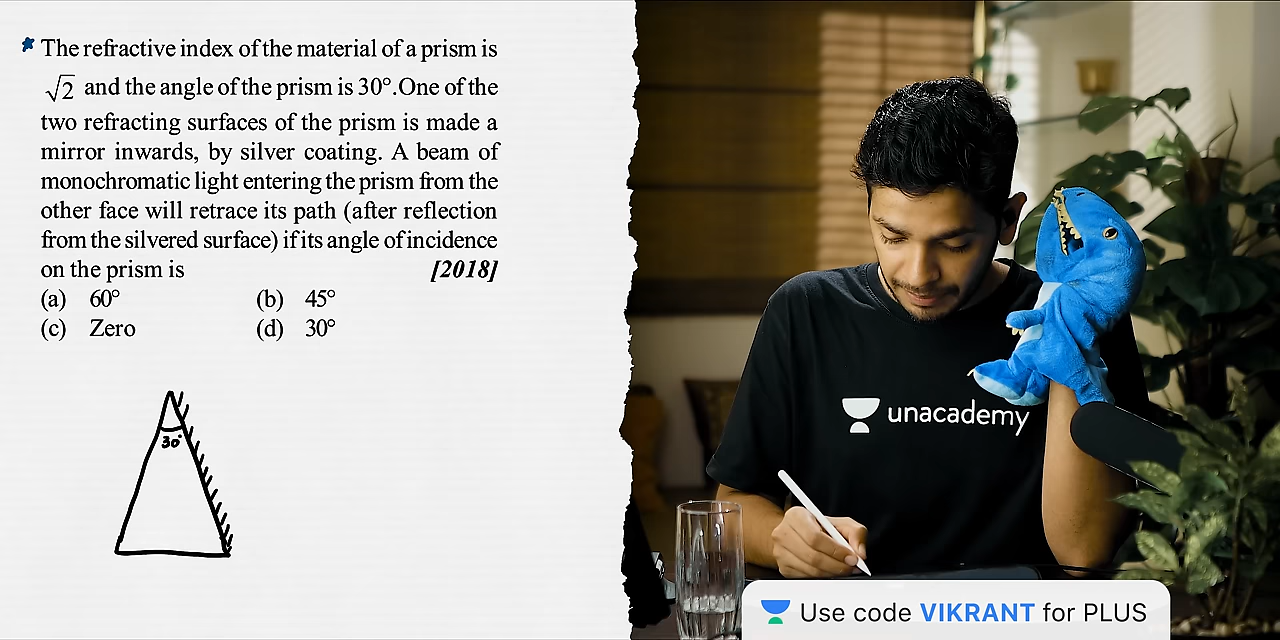 * The refractive index of the material of a prism is
√2 and the angle of the prism is 30°.One of the
two refracting surfaces of the prism is made a
mirror inwards, by silver coating. A beam of
monochromatic light entering the prism from the
other face will retrace its path (after reflection
from the silvered surface) if its angle of incidence
on the prism is [2018]
(a) 60° (b) 45°
(c) Zero (d) 30°
30°
unacademy
Use code VIKRANT for PLUS